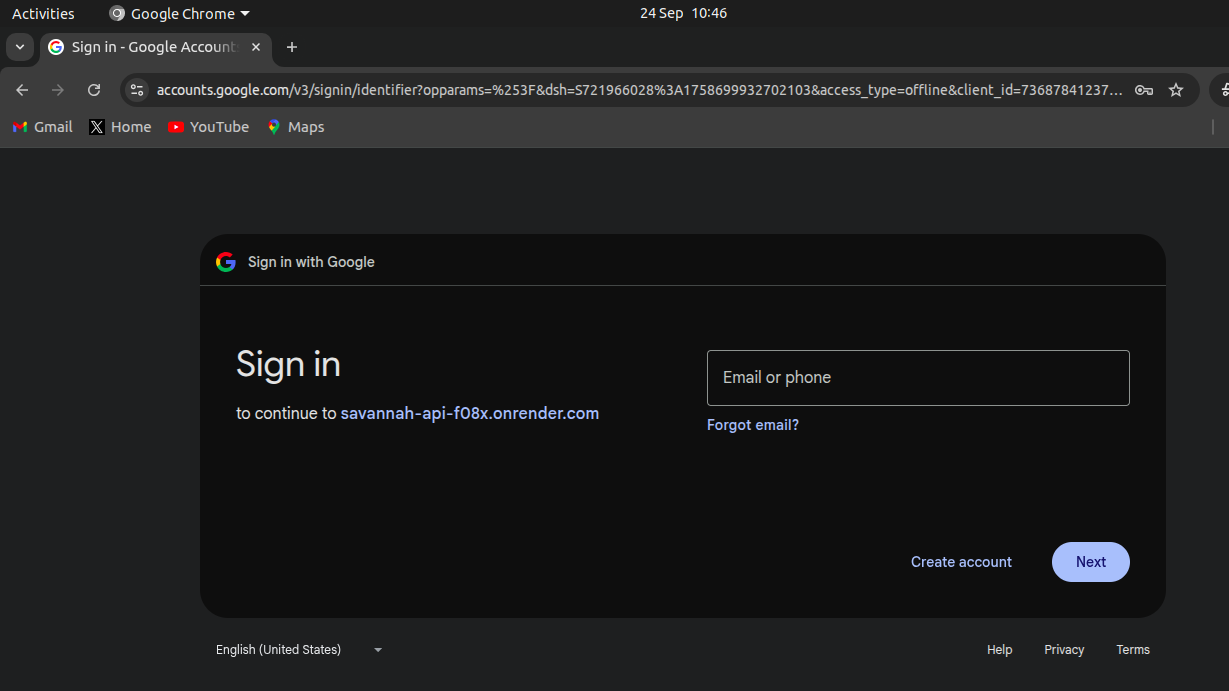 Activities
Google Chrome
24 Sep 10:46
Sign in - Google Account
accounts.google.com/v3/signin/identifier?opparams=%253F&dsh=S721966028%3A1758699932702103&access_type=offline&client_id=73687841237...
Gmail
Home
YouTube
Maps
Sign in with Google
Sign in
to continue to savannah-api-f08x.onrender.com
Email or phone
Forgot email?
Create account
Next
English (United States)
Help
Privacy
Terms